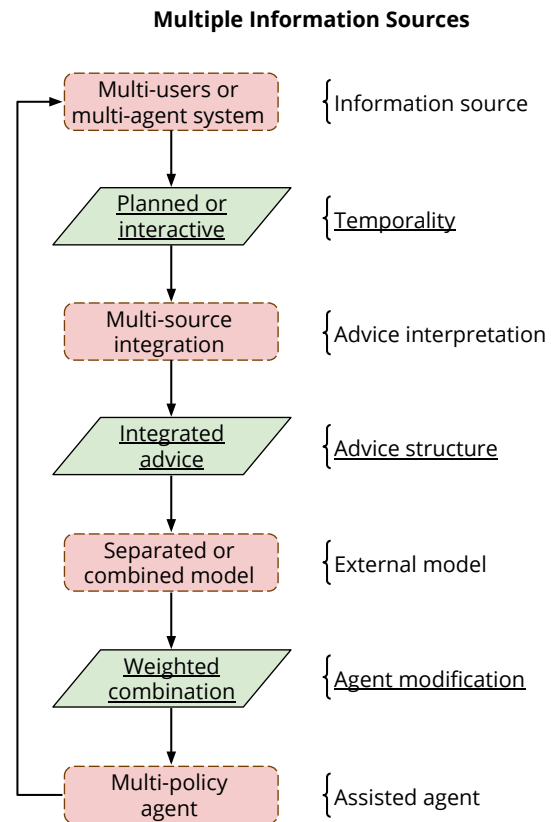 Multiple Information Sources
Multi-users or
multi-agent system
Information source
Planned or
interactive
Temporality
Multi-source
integration
Advice interpretation
Integrated
advice
Advice structure
Separated or
combined model
External model
Weighted
combination
Agent modification
Multi-policy
agent
Assisted agent